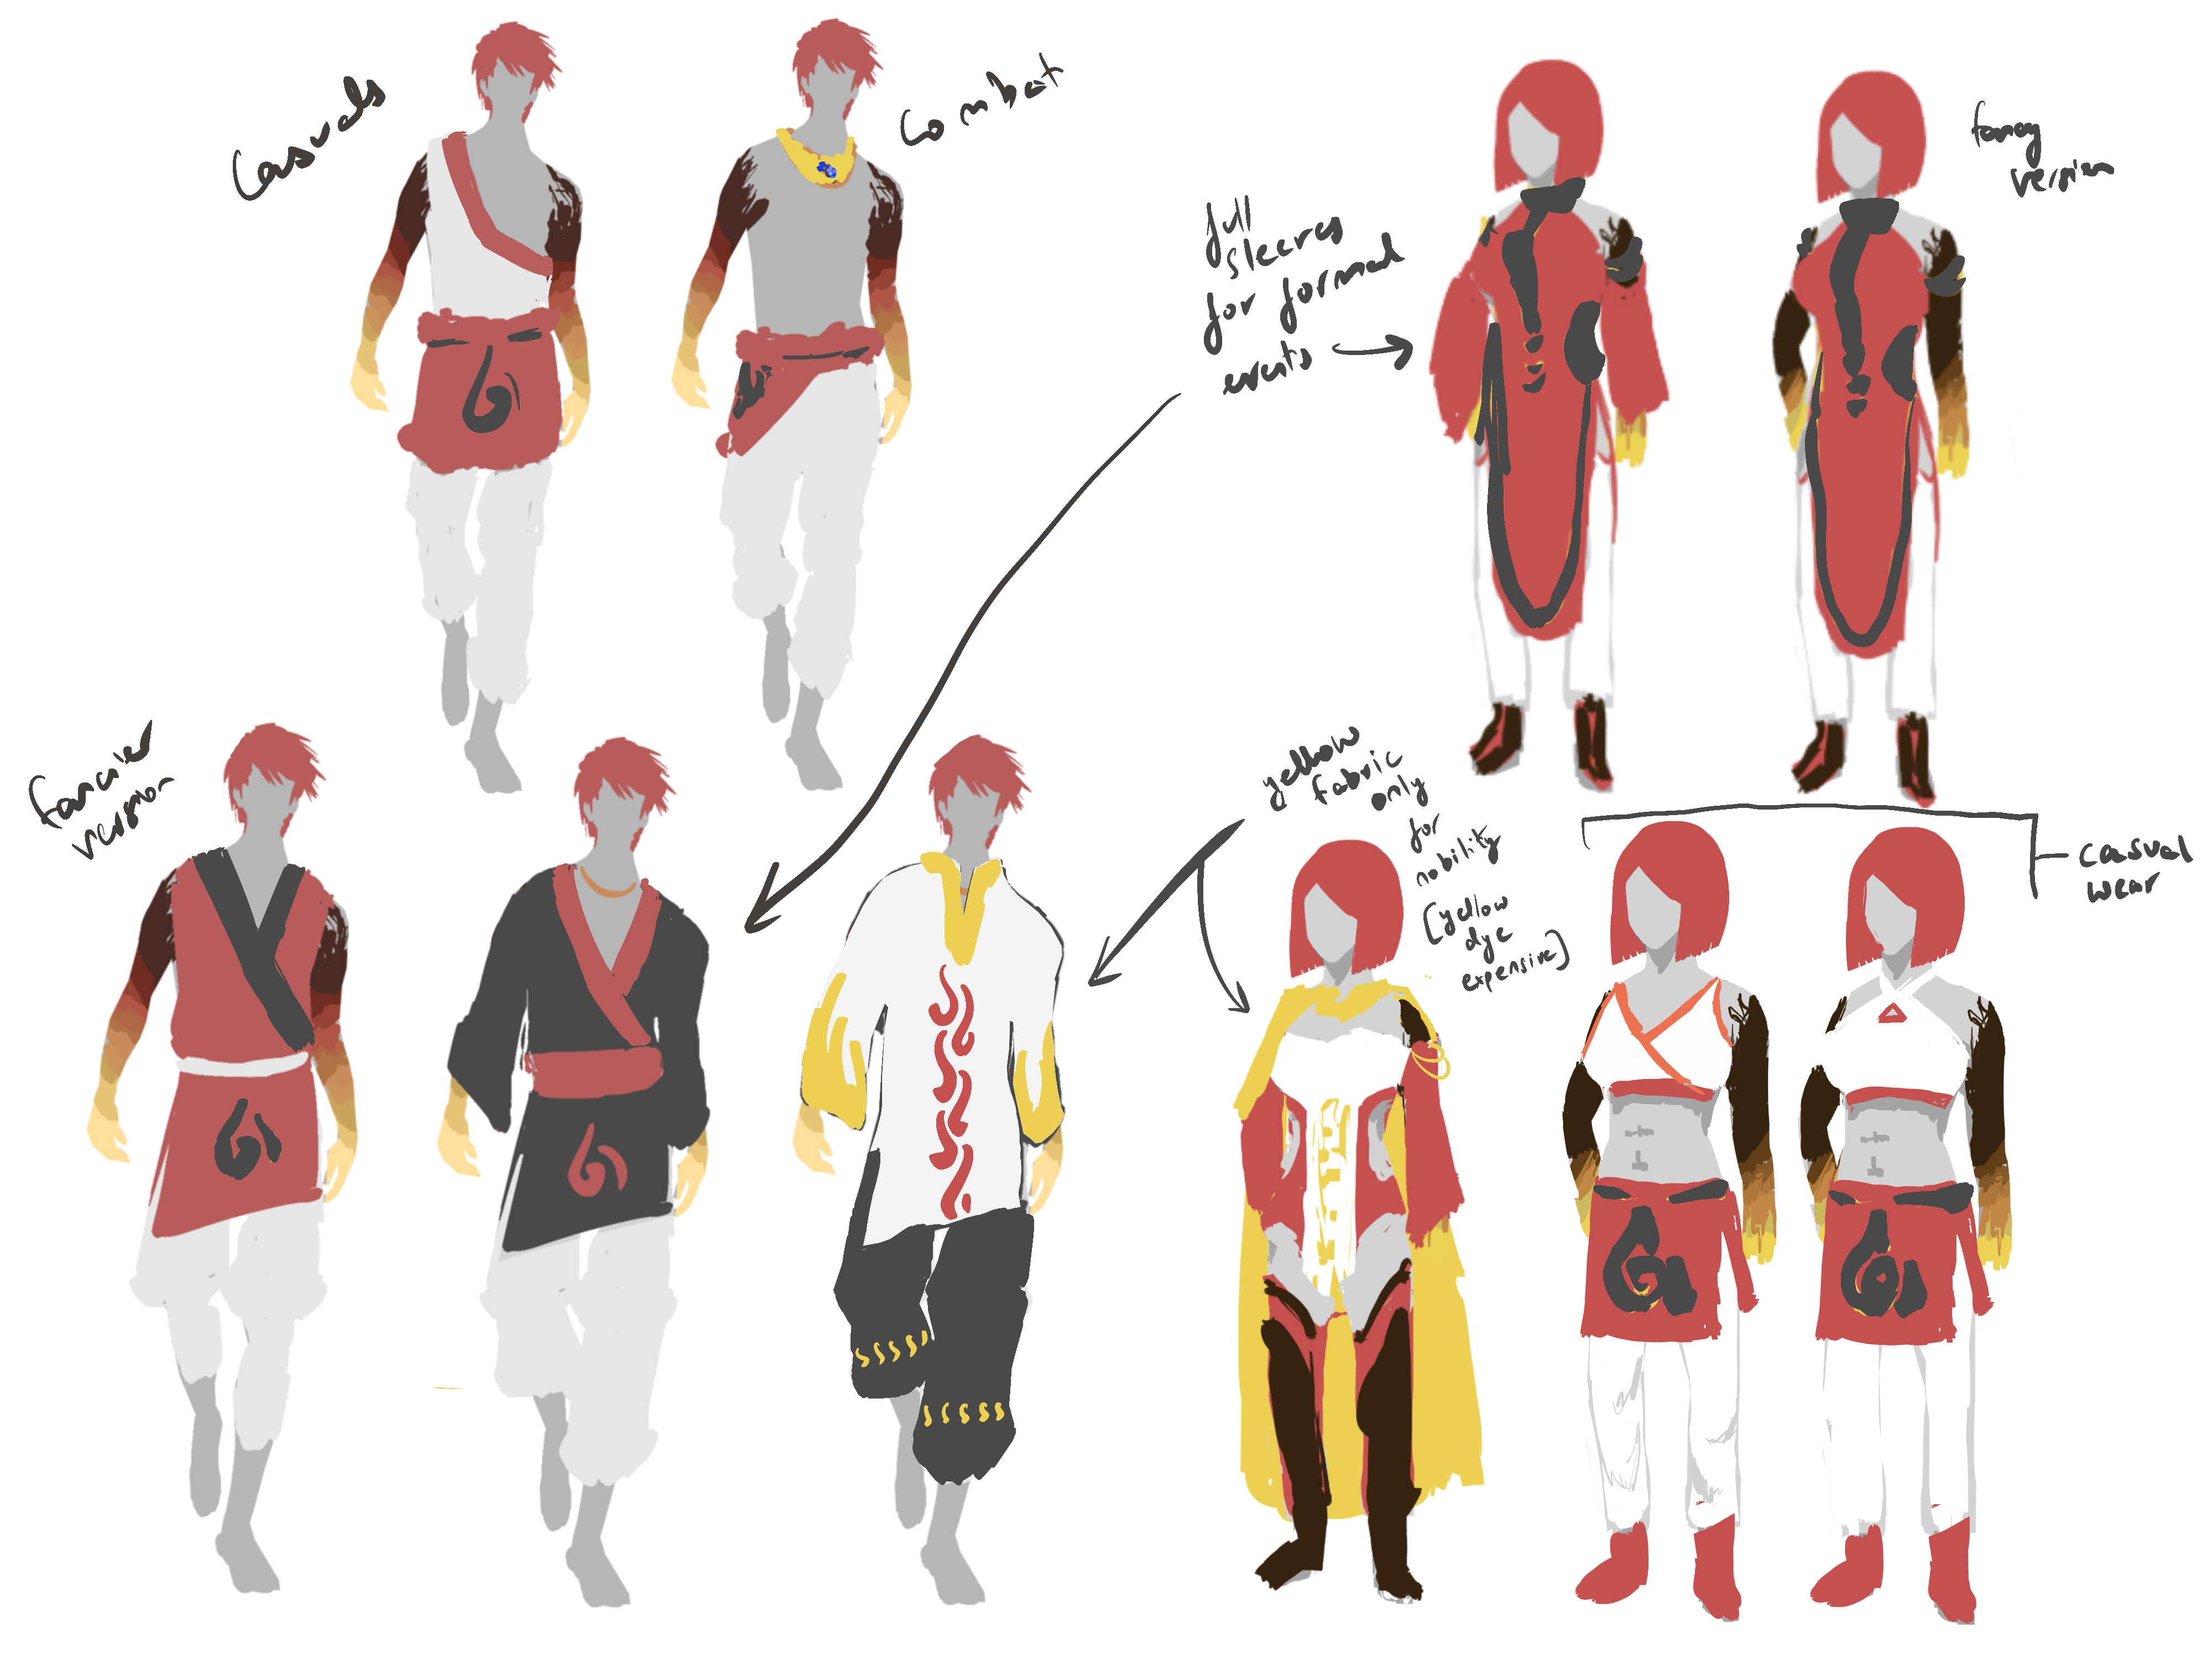 Casuals
Combat
fancy
version
full
sleeves
for formal
events
fancier
version
yellow
fabric
only
for
nobility
(yellow
dye
expensive)
casual
wear